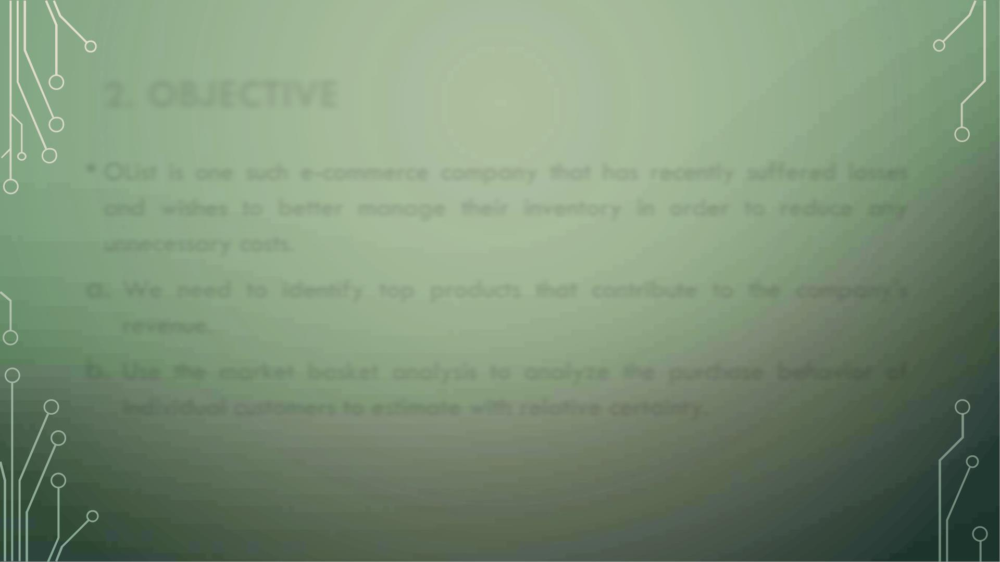 2. OBJECTIVE
* OList is one such e-commerce company that has recently suffered losses
and wishes to better manage their inventory in order to reduce any
unnecessary costs.
a. We need to identify top products that contribute to the company's
revenue.
b. Use the market basket analysis to analyze the purchase behavior of
individual customers to estimate with relative certainty.